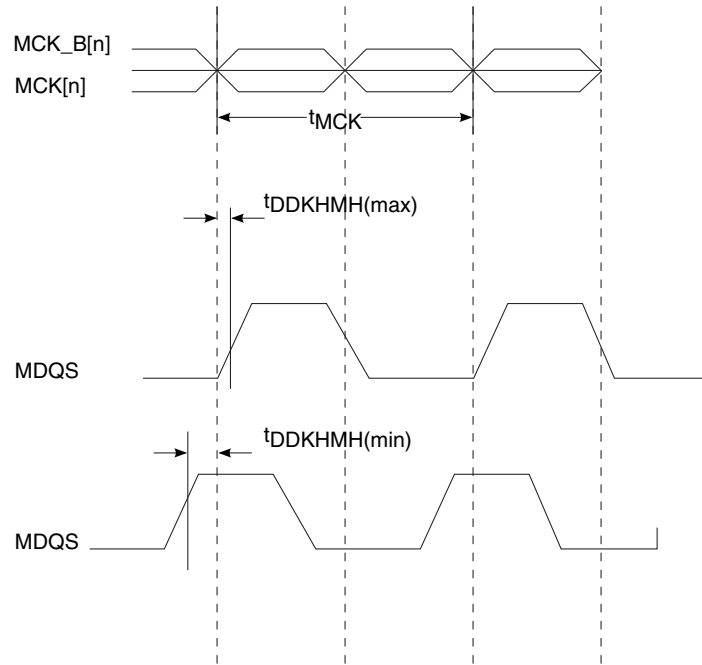 MCK_B[n]
MCK[n]
tMCK
tDDKHMH(max)
MDQS
tDDKHMH(min)
MDQS